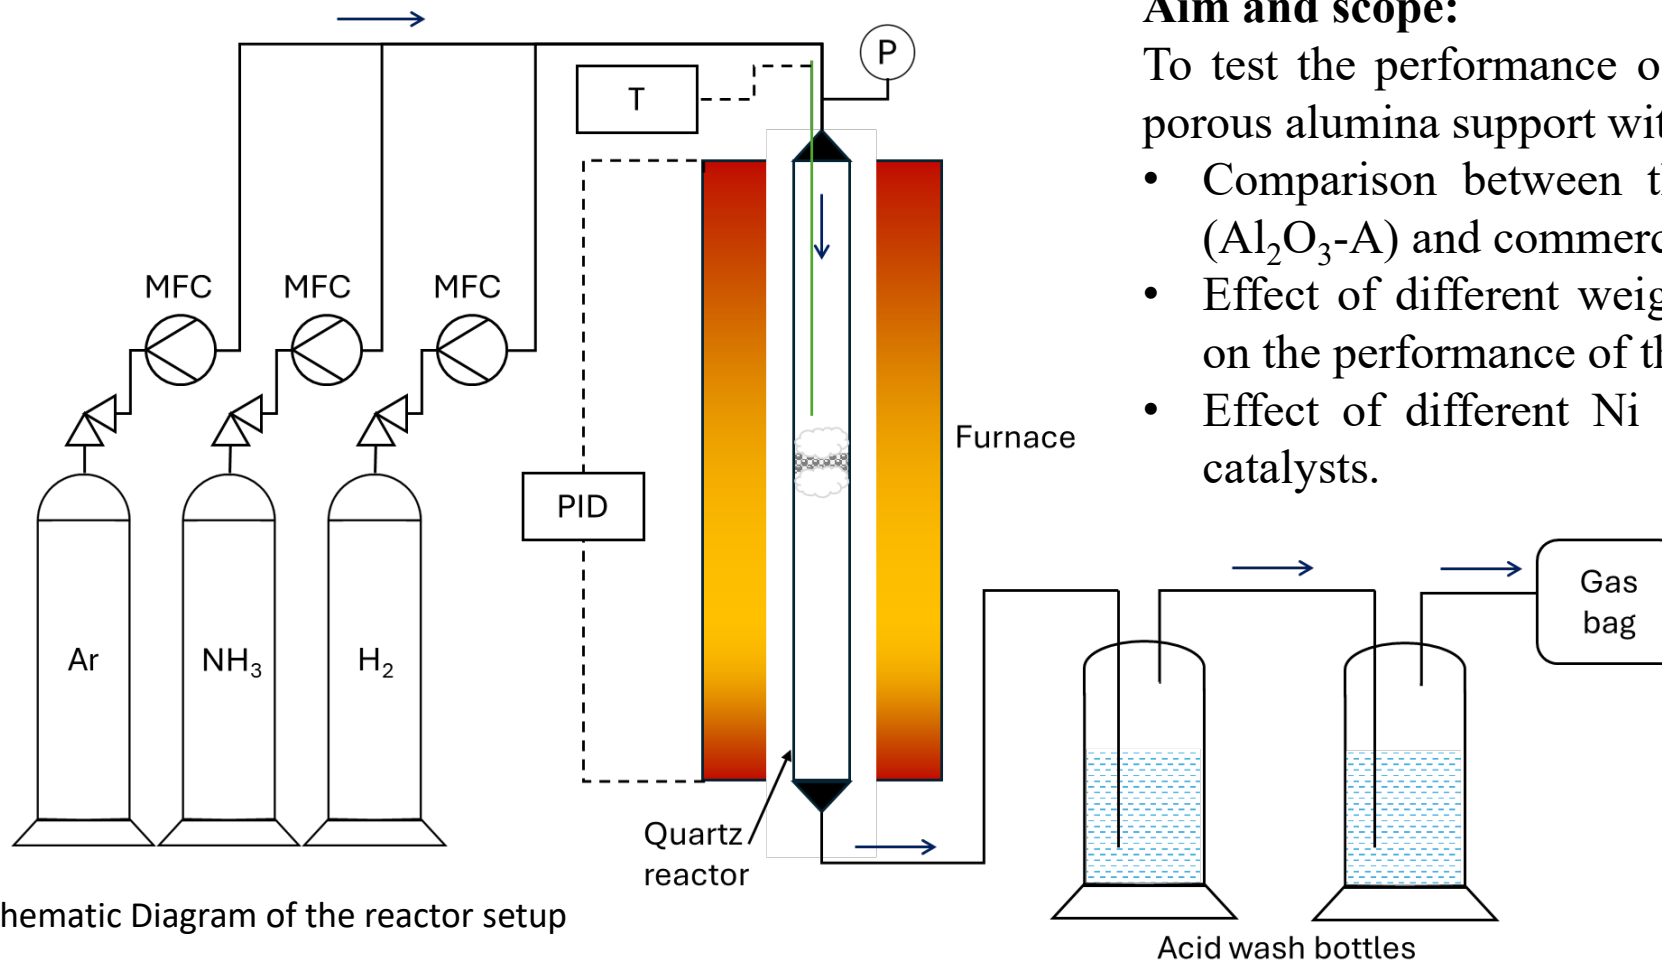 Aim and scope:
To test the performance o
porous alumina support wit
• Comparison between th
(Al₂O₃-A) and commerc
• Effect of different weig
on the performance of th
• Effect of different Ni
catalysts.
P
T
MFC MFC MFC
Furnace
PID
Gas
bag
Ar NH₃ H₂
Quartz
reactor
hematic Diagram of the reactor setup
Acid wash bottles